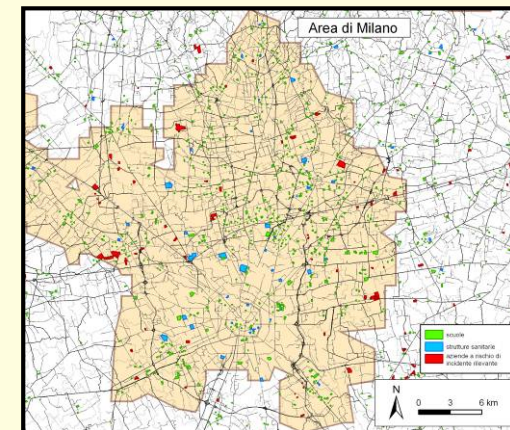 Area di Milano
scuole
strutture sanitarie
aziende a rischio di
incidente rilevante
N
0 3 6 km